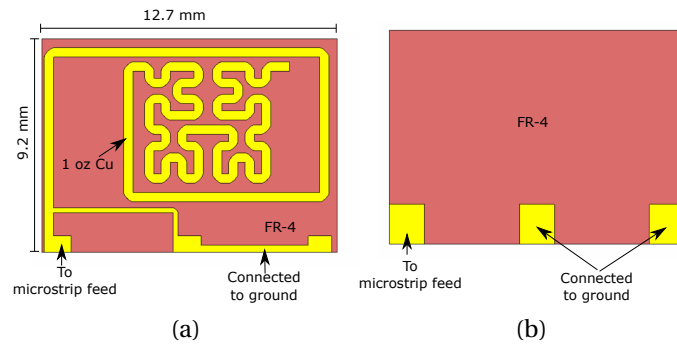 12.7 mm
9.2 mm
1 oz Cu
FR-4
To
microstrip feed
Connected
to ground
(a)
FR-4
To
microstrip feed
Connected
to ground
(b)